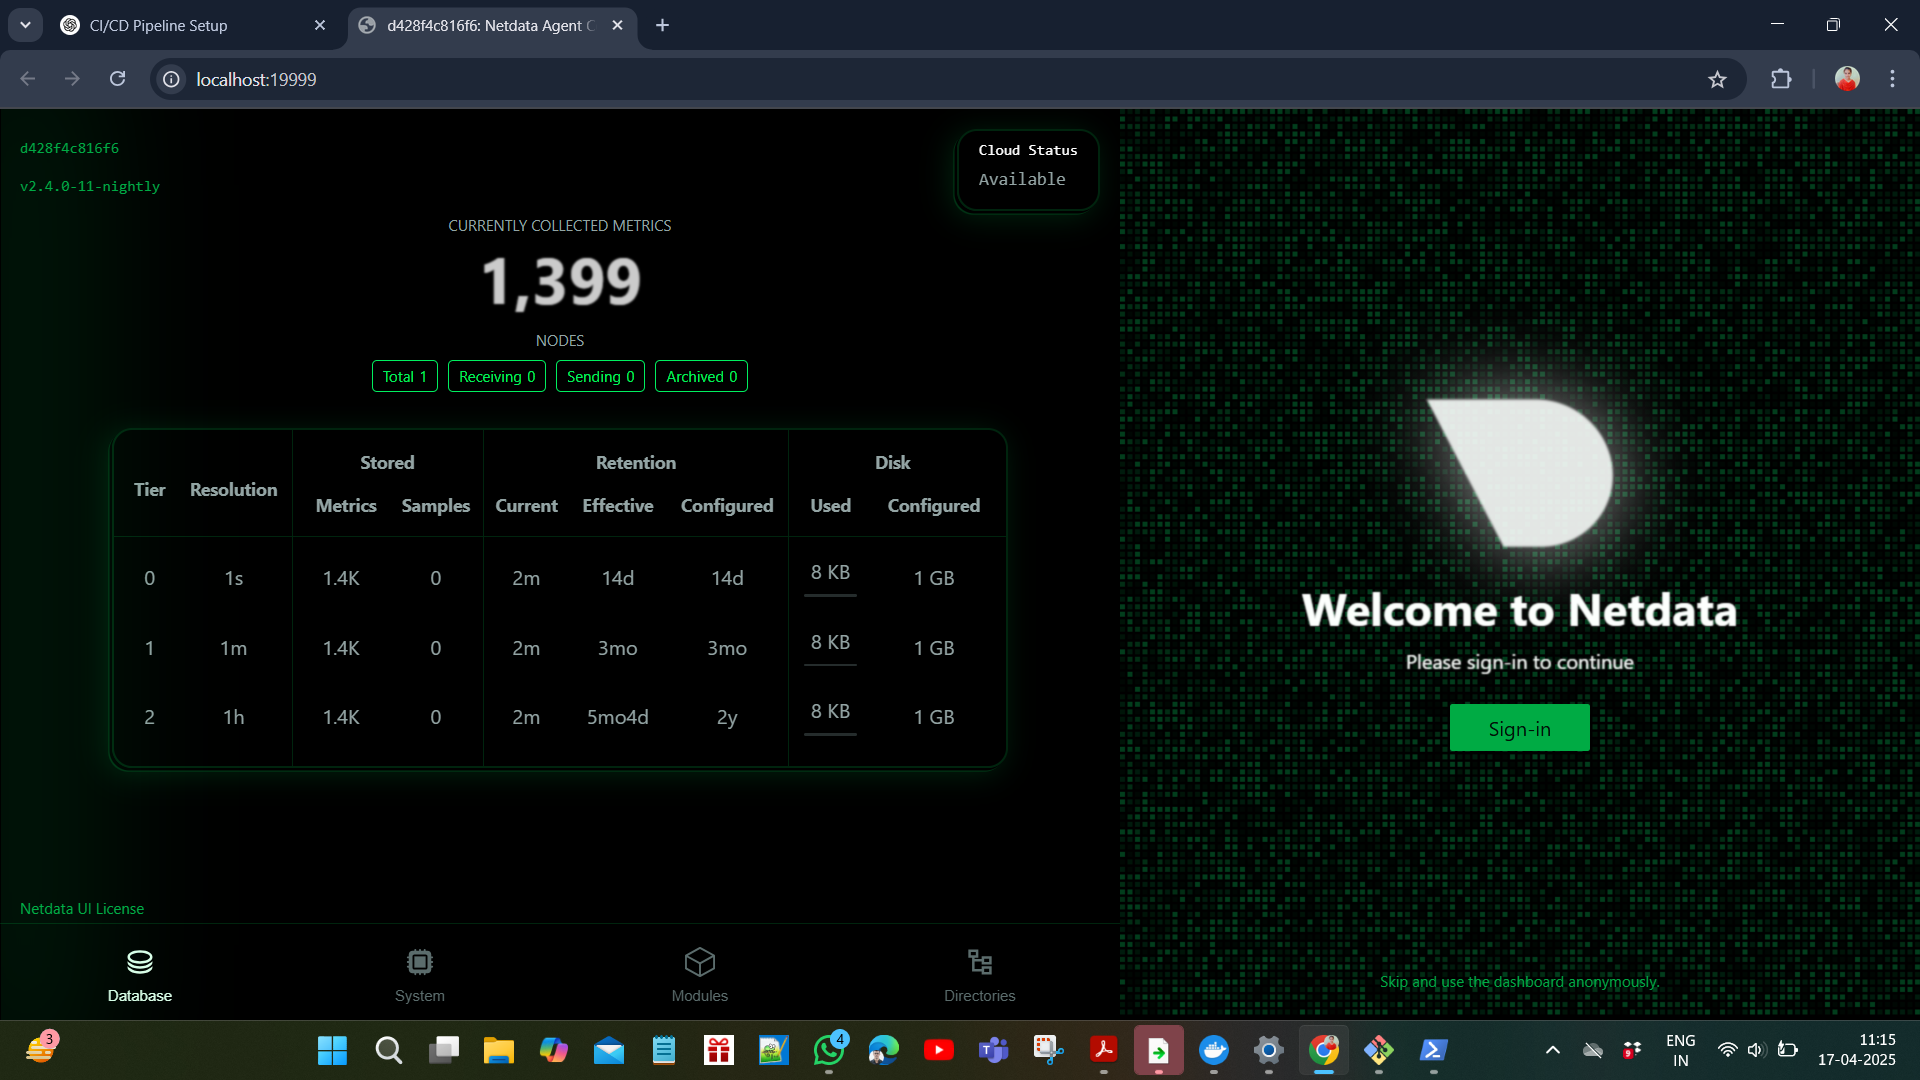 CI/CD Pipeline Setup
d428f4c816f6: Netdata Agent C
localhost:19999
d428f4c816f6
v2.4.0-11-nightly
Cloud Status
Available
CURRENTLY COLLECTED METRICS
1,399
NODES
Total 1 Receiving 0 Sending 0 Archived 0
Stored Retention Disk
Tier Resolution Metrics Samples Current Effective Configured Used Configured
0 1s 1.4K 0 2m 14d 14d 8 KB 1 GB
1 1m 1.4K 0 2m 3mo 3mo 8 KB 1 GB
2 1h 1.4K 0 2m 5mo4d 2y 8 KB 1 GB
Netdata UI License
Database System Modules Directories
Welcome to Netdata
Please sign-in to continue
Sign-in
Skip and use the dashboard anonymously.
3
4
9
ENG
IN
11:15
17-04-2025